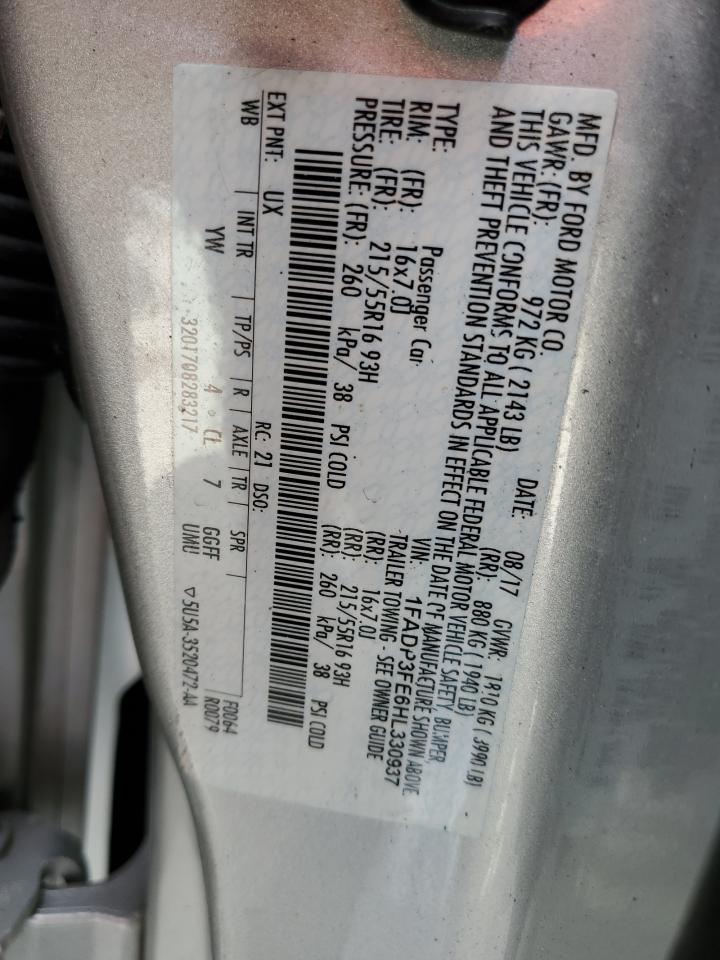 MFD. BY FORD MOTOR CO.
DATE: 08/17 GVWR:
GAWR: (FR): 972 KG ( 2143 LB) (RR): 880 KG ( 1940 LB)
THIS VEHICLE CONFORMS TO ALL APPLICABLE FEDERAL MOTOR VEHICLE SAFETY, BUMPER,
AND THEFT PREVENTION STANDARDS IN EFFECT ON THE DATE OF MANUFACTURE SHOWN ABOVE.
VIN: 1FADP3FE6HL330937
TYPE: Passenger Car TRAILER TOWING - SEE OWNER GUIDE
RIM: (FR): 16x7.0J (RR): 16x7.0J
TIRE: (FR): 215/55R16 93H (RR): 215/55R16 93H
PRESSURE: (FR): 260 kPa/ 38 PSI COLD (RR): 260 kPa/ 38 PSI COLD
EXT PNT: UX RC: 21 DSO: F0064
WB INT TR TP/PS R AXLE TR SPR R0079
YW 4 CL 7 GGFF
UMU
3201708283217 ▽ 5U5A-3520472-AA